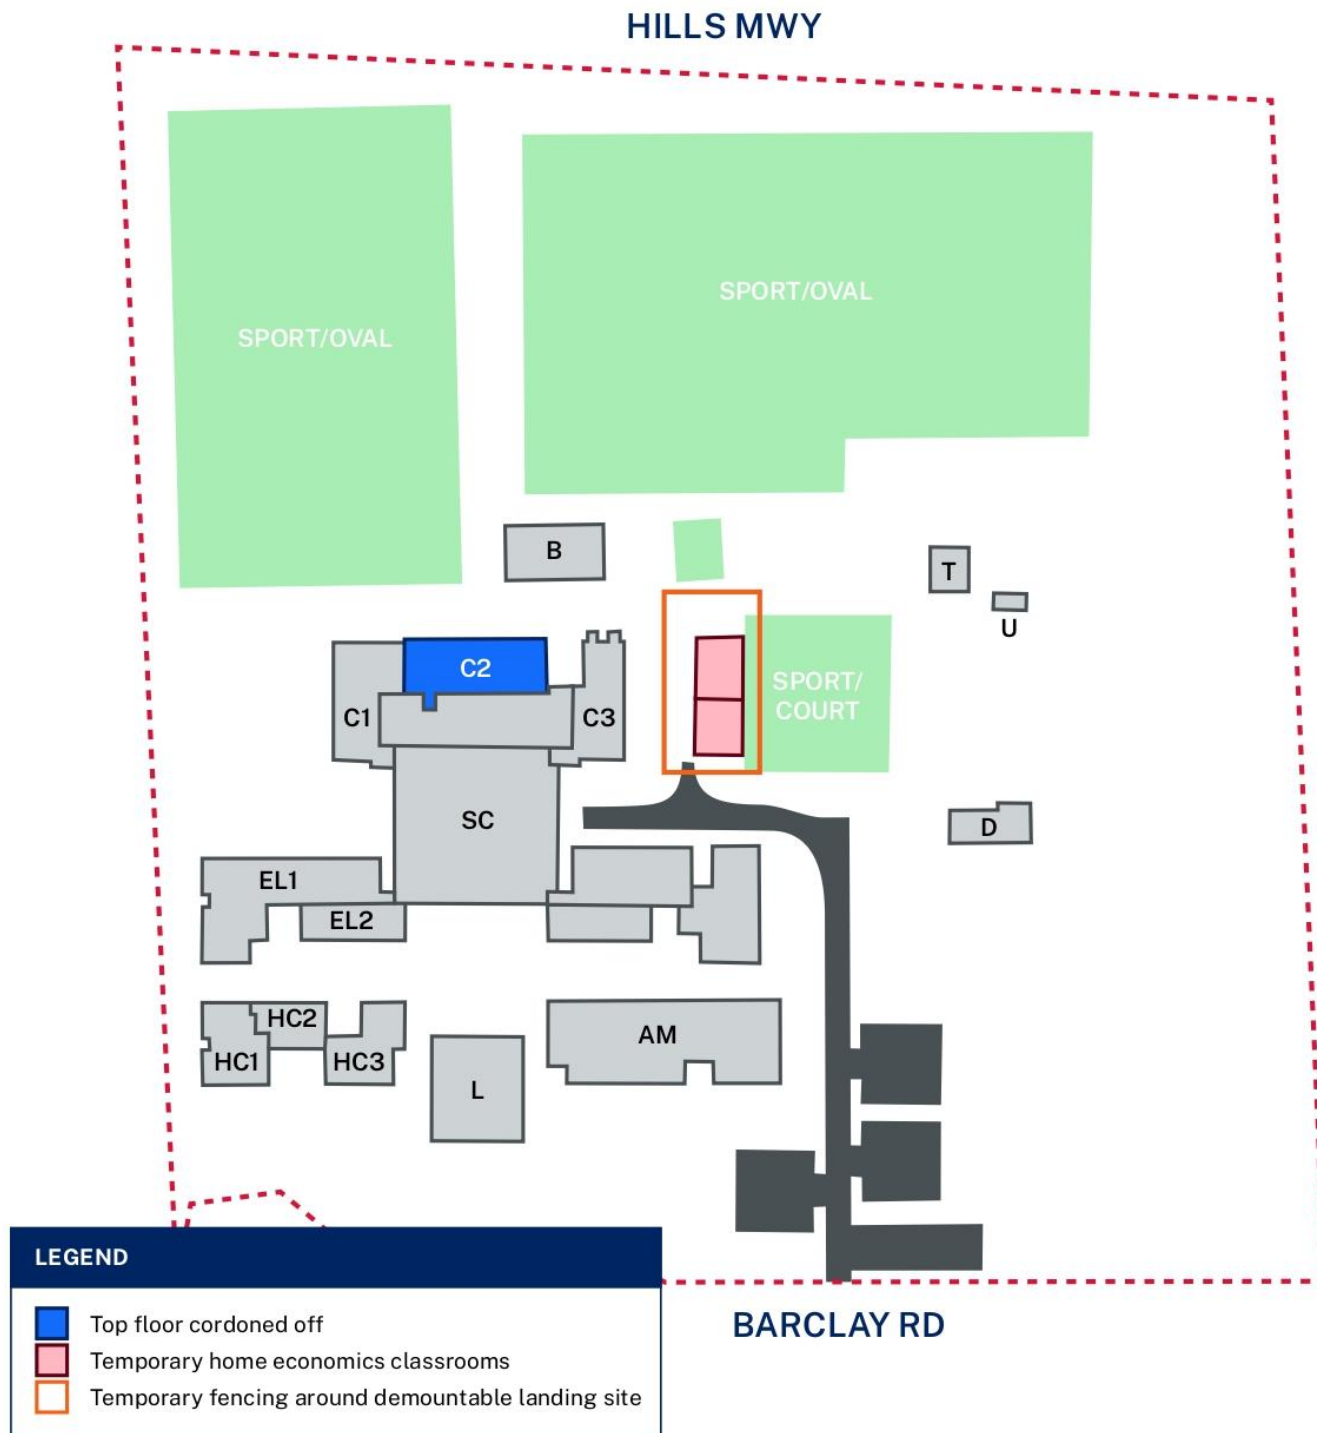 HILLS MWY
SPORT/OVAL
SPORT/OVAL
B
T
U
C2
SPORT/
COURT
C1
C3
SC
D
EL1
EL2
HC2
AM
HC1
HC3
L
LEGEND
BARCLAY RD
Top floor cordoned off
Temporary home economics classrooms
Temporary fencing around demountable landing site